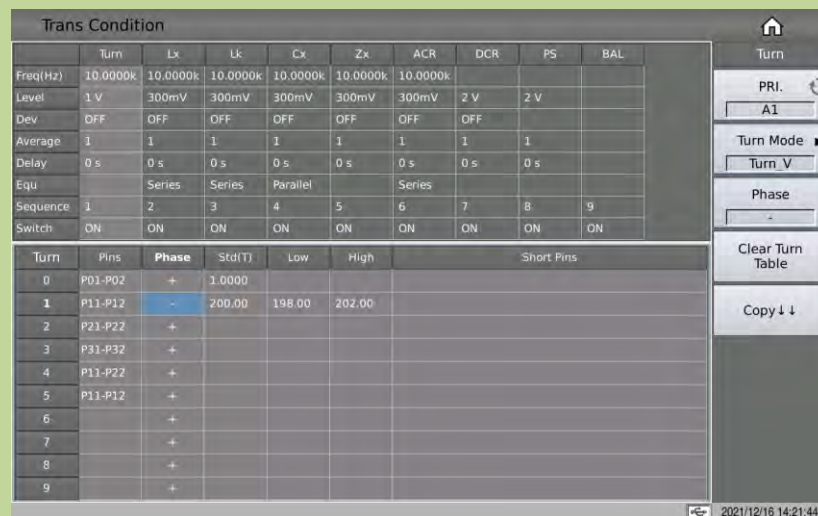 Trans Condition
Turn Lx Lk Cx Zx ACR DCR PS BAL
Freq(Hz) 10.0000k 10.0000k 10.0000k 10.0000k 10.0000k 10.0000k
Level 1 V 300mV 300mV 300mV 300mV 300mV 2 V 2 V
Dev OFF OFF OFF OFF OFF OFF OFF
Average 1 1 1 1 1 1 1 1
Delay 0 s 0 s 0 s 0 s 0 s 0 s 0 s 0 s
Equ Series Series Parallel Series
Sequence 1 2 3 4 5 6 7 8 9
Switch ON ON ON ON ON ON ON ON ON
Turn Pins Phase Std(T) Low High Short Pins
0 P01-P02 + 1.0000
1 P11-P12 - 200.00 198.00 202.00
2 P21-P22 +
3 P31-P32 +
4 P11-P22 +
5 P11-P12 +
6 +
7 +
8 +
9 +
Turn
PRI.
A1
Turn Mode
Turn_V
Phase
-
Clear Turn
Table
Copy↓↓
2021/12/16 14:21:44